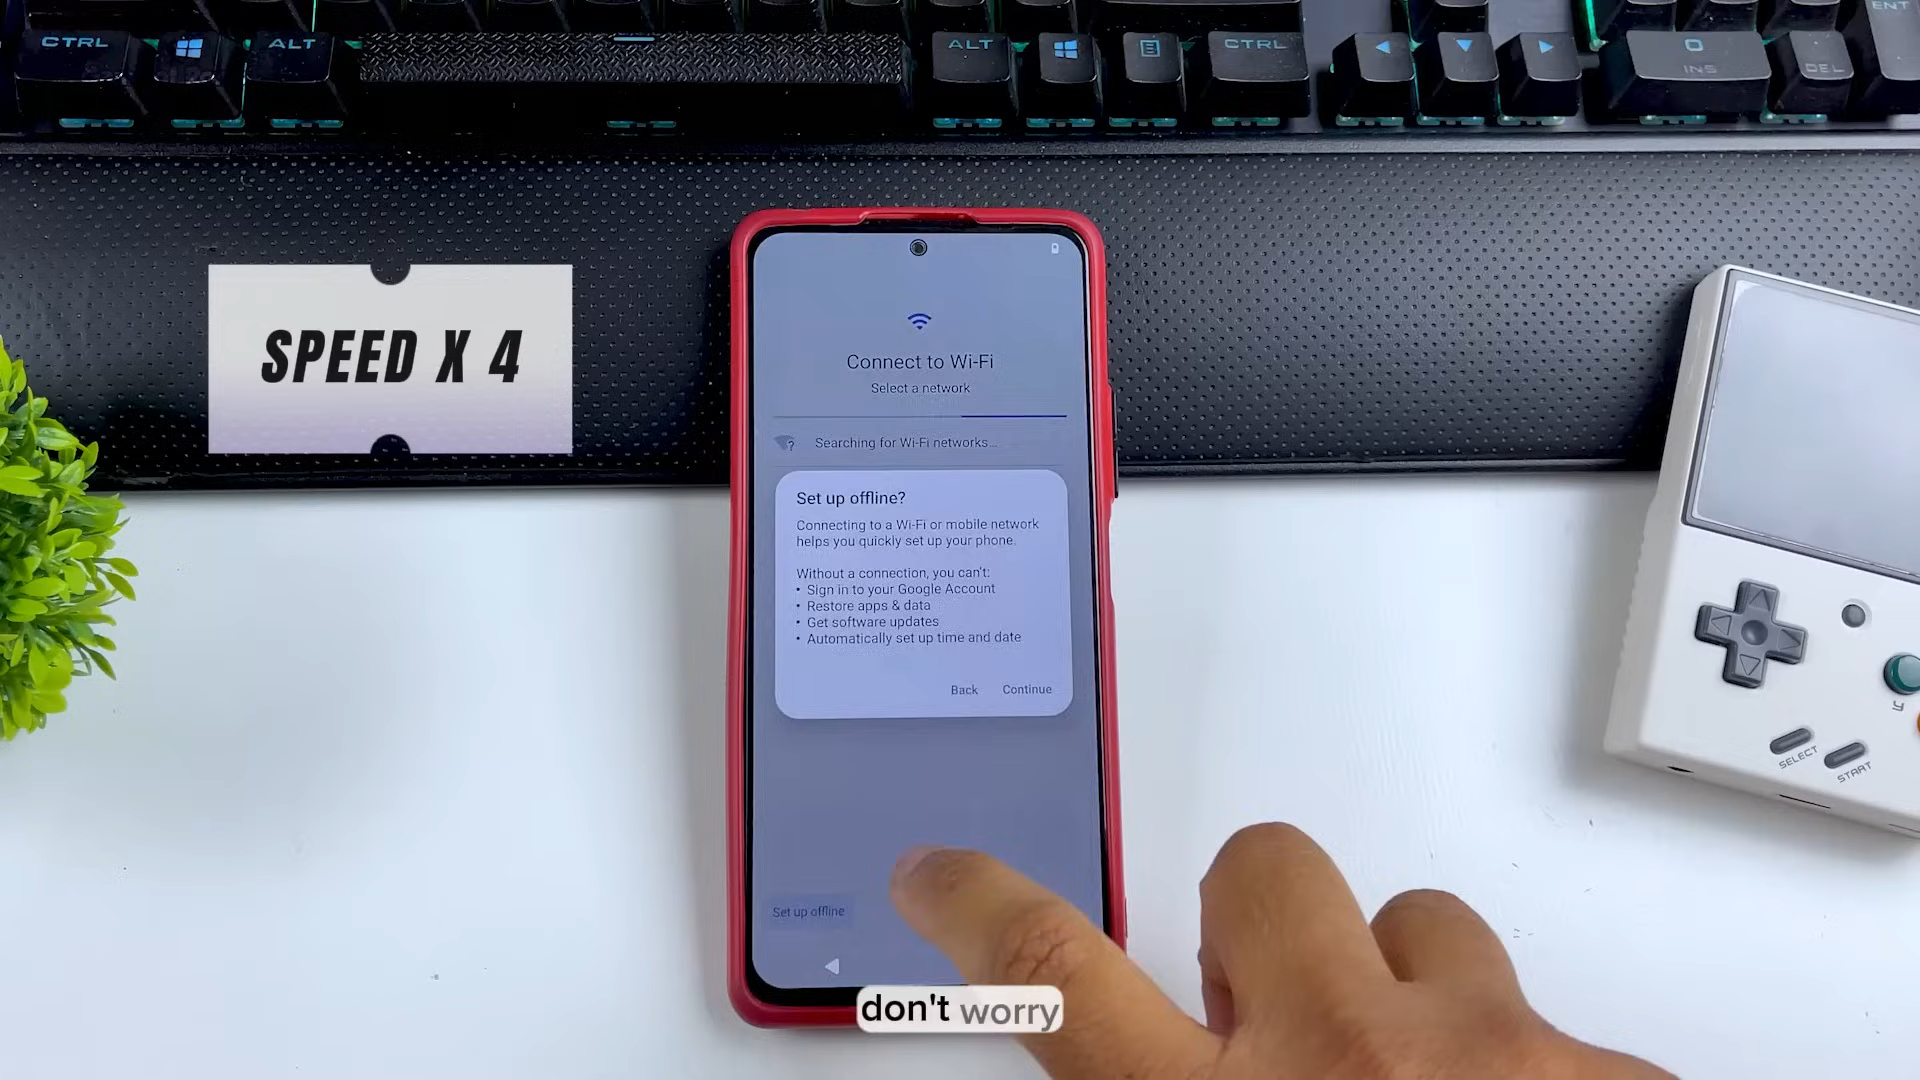 CTRL
ALT
ALT
CTRL
0
INS
DEL
ENT
SPEED X 4
Connect to Wi-Fi
Select a network
?
Searching for Wi-Fi networks...
Set up offline?
Connecting to a Wi-Fi or mobile network
helps you quickly set up your phone.
Without a connection, you can't:
• Sign in to your Google Account
• Restore apps & data
• Get software updates
• Automatically set up time and date
Back
Continue
Set up offline
y
SELECT
START
don't worry